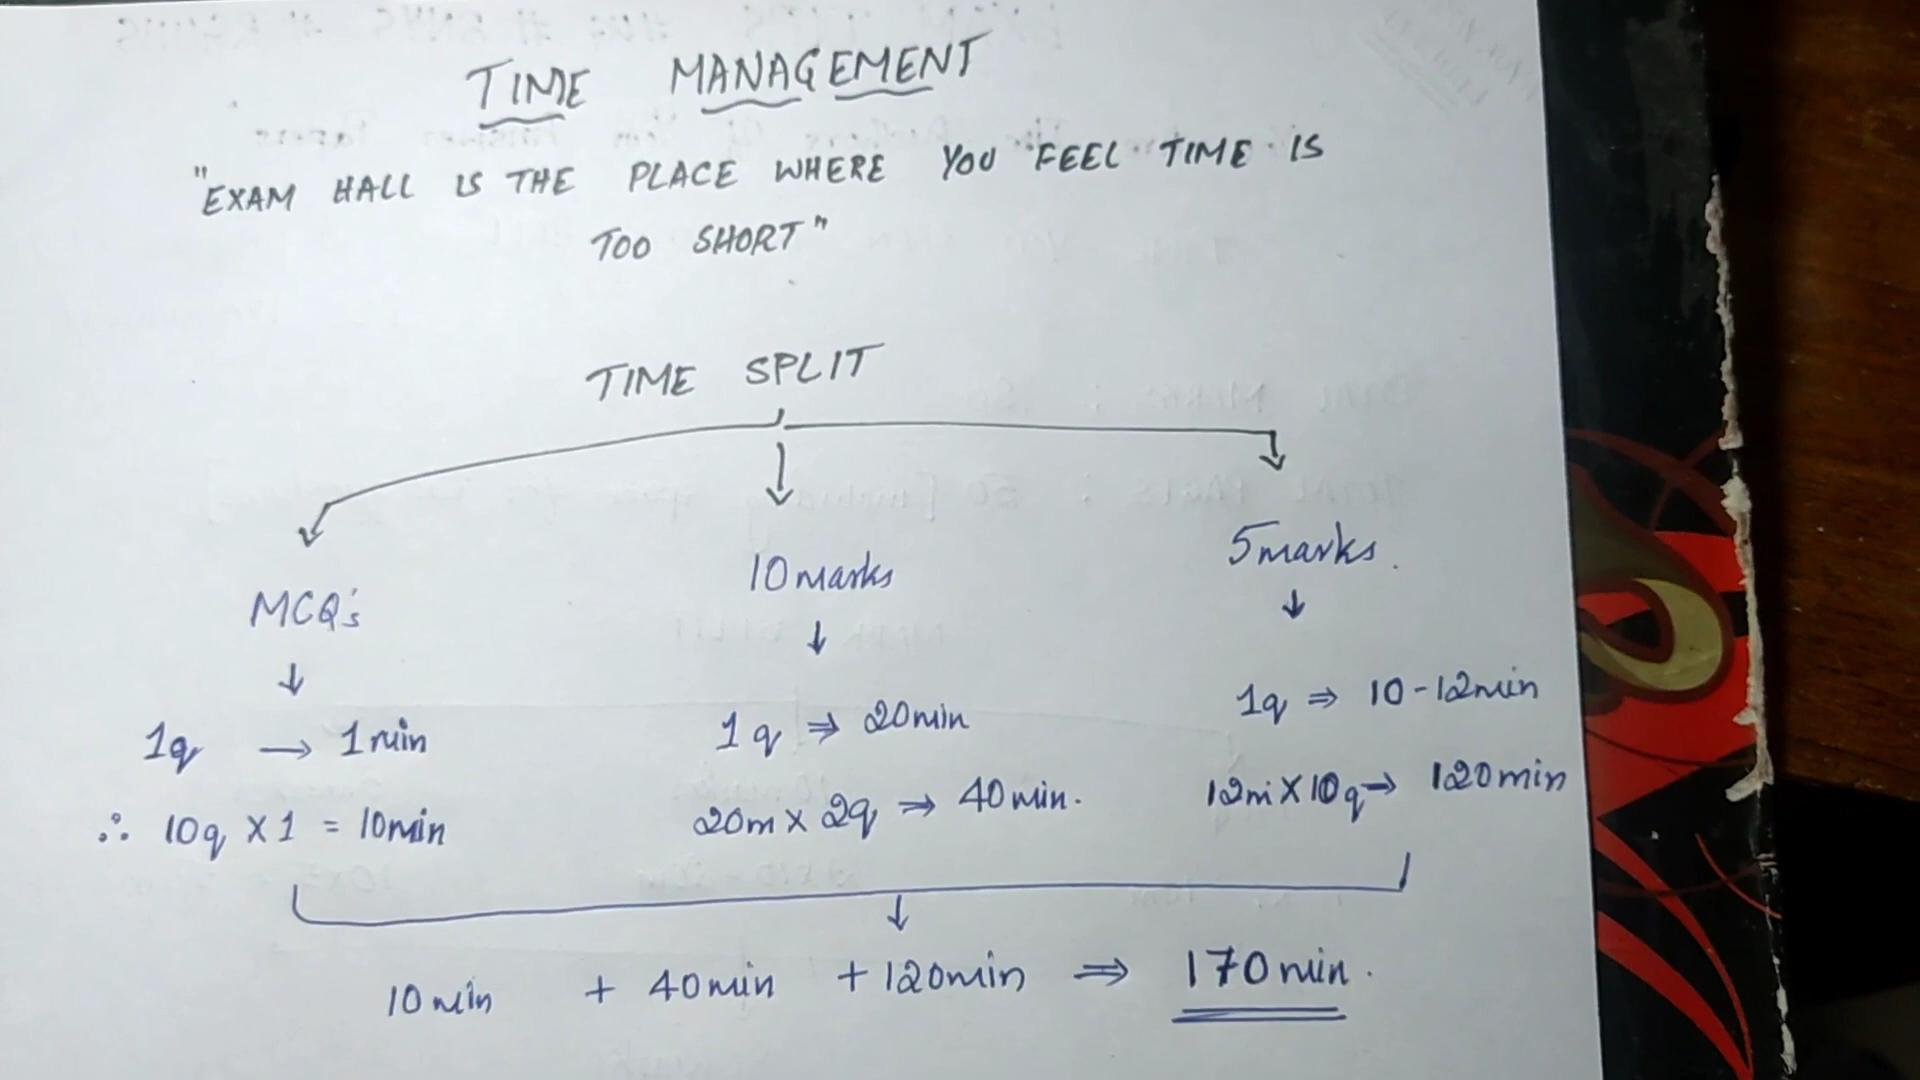 TIME MANAGEMENT
"EXAM HALL IS THE PLACE WHERE YOU FEEL TIME IS
TOO SHORT"
TIME SPLIT
MCQ's
10marks
5marks.
↓
↓
↓
1q → 1min
1q ⇒ 20min
1q ⇒ 10-12min
∴ 10q X 1 = 10min
20m x 2q ⇒ 40min.
12m X 10q→ 120min
↓
10min + 40min + 120min ⇒ 170min.